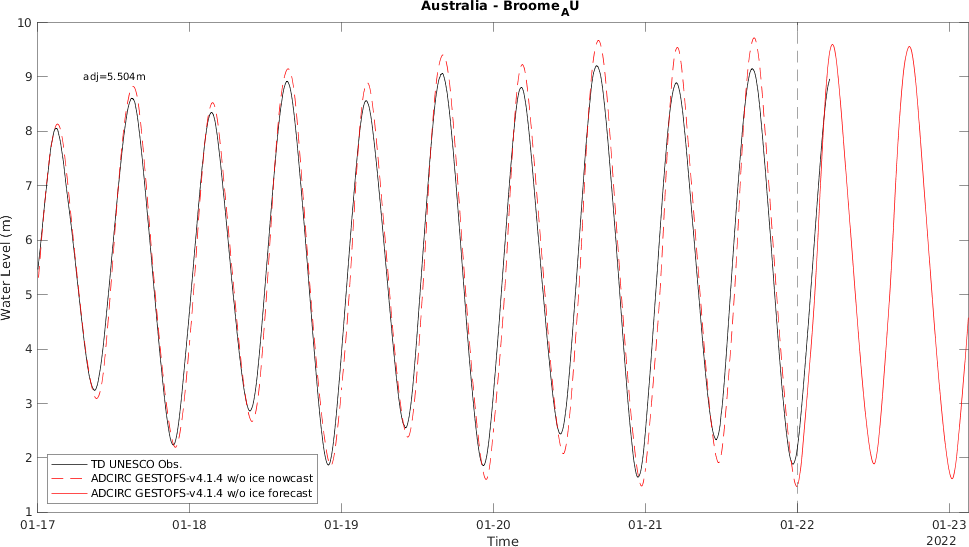 Australia - Broome_AU
adj=5.504m
Water Level (m)
10
9
8
7
6
5
4
3
2
1
TD UNESCO Obs.
ADCIRC GESTOFS-v4.1.4 w/o ice nowcast
ADCIRC GESTOFS-v4.1.4 w/o ice forecast
01-17 01-18 01-19 01-20 01-21 01-22 01-23
Time
2022